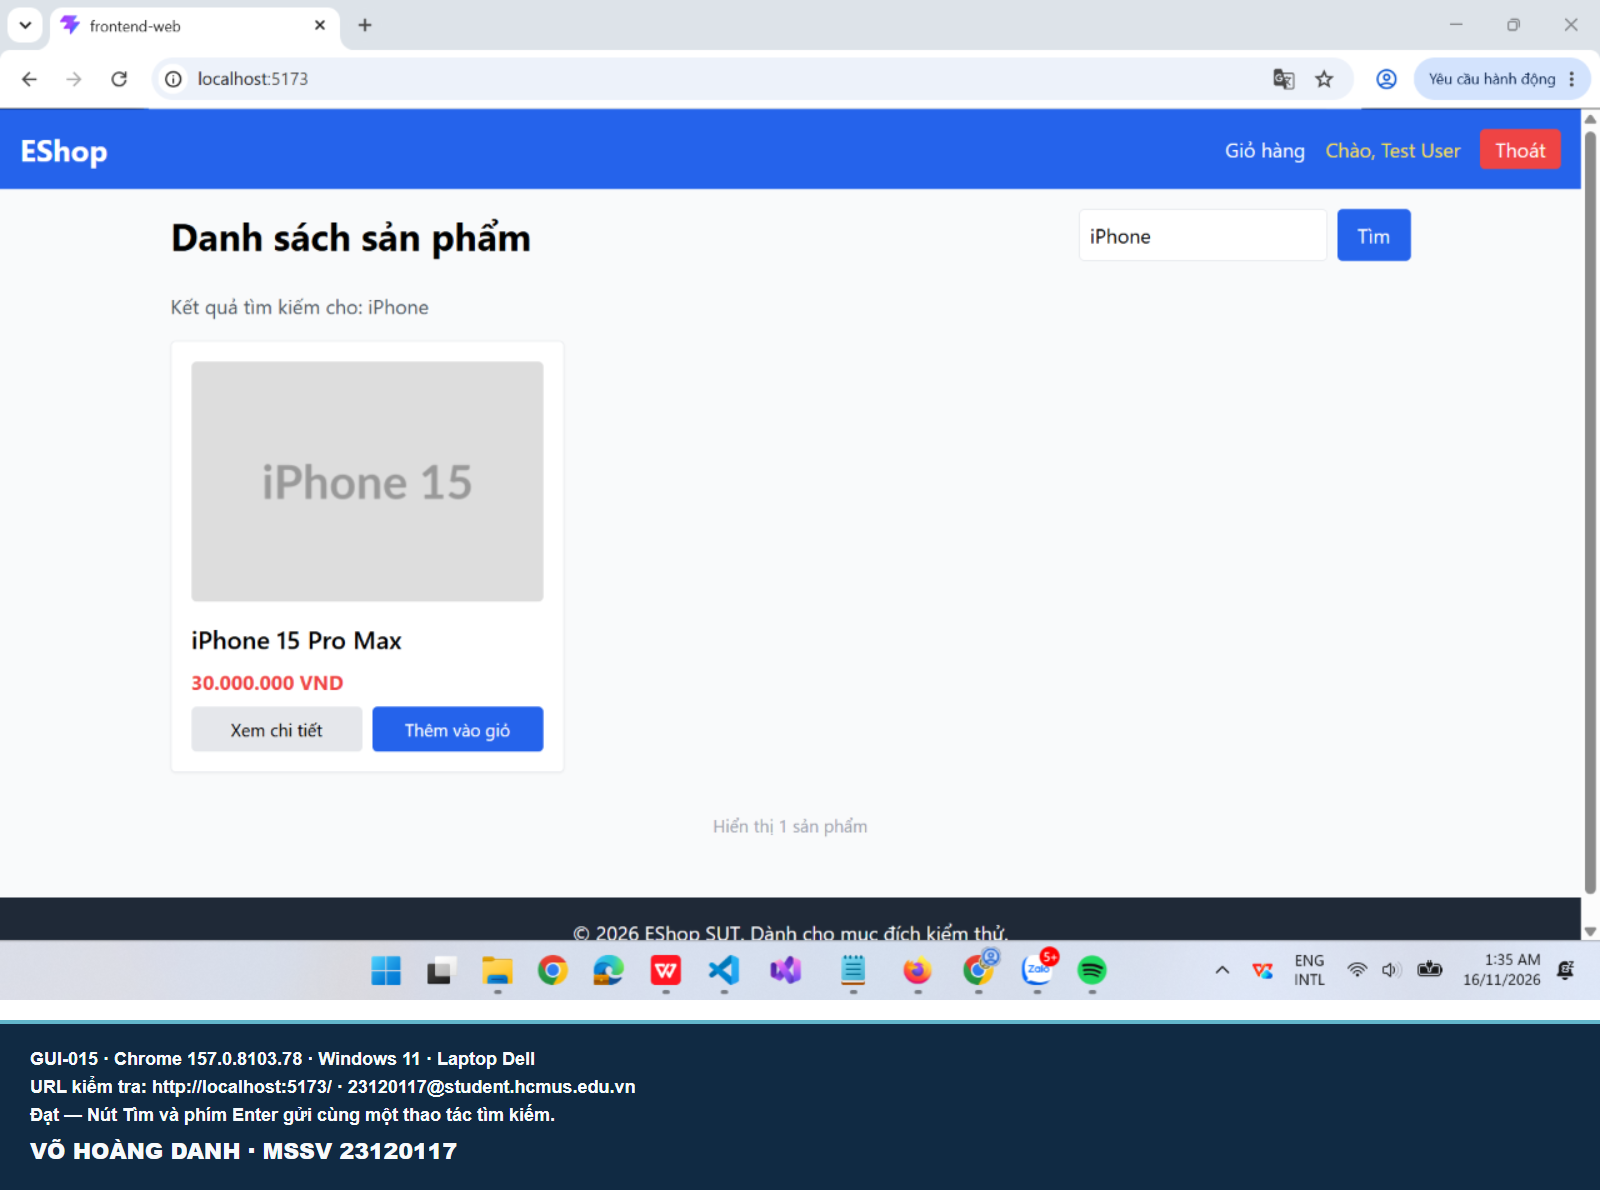 frontend-web
localhost:5173
Yêu cầu hành động
EShop
Giỏ hàng
Chào, Test User
Thoát
Danh sách sản phẩm
iPhone
Tìm
Kết quả tìm kiếm cho: iPhone
iPhone 15
iPhone 15 Pro Max
30.000.000 VND
Xem chi tiết
Thêm vào giỏ
Hiển thị 1 sản phẩm
© 2026 EShop SUT. Dành cho mục đích kiểm thử.
Zalo
5+
ENG
INTL
1:35 AM
16/11/2026
GUI-015 · Chrome 157.0.8103.78 · Windows 11 · Laptop Dell
URL kiểm tra: http://localhost:5173/ · 23120117@student.hcmus.edu.vn
Đạt — Nút Tìm và phím Enter gửi cùng một thao tác tìm kiếm.
VÕ HOÀNG DANH · MSSV 23120117